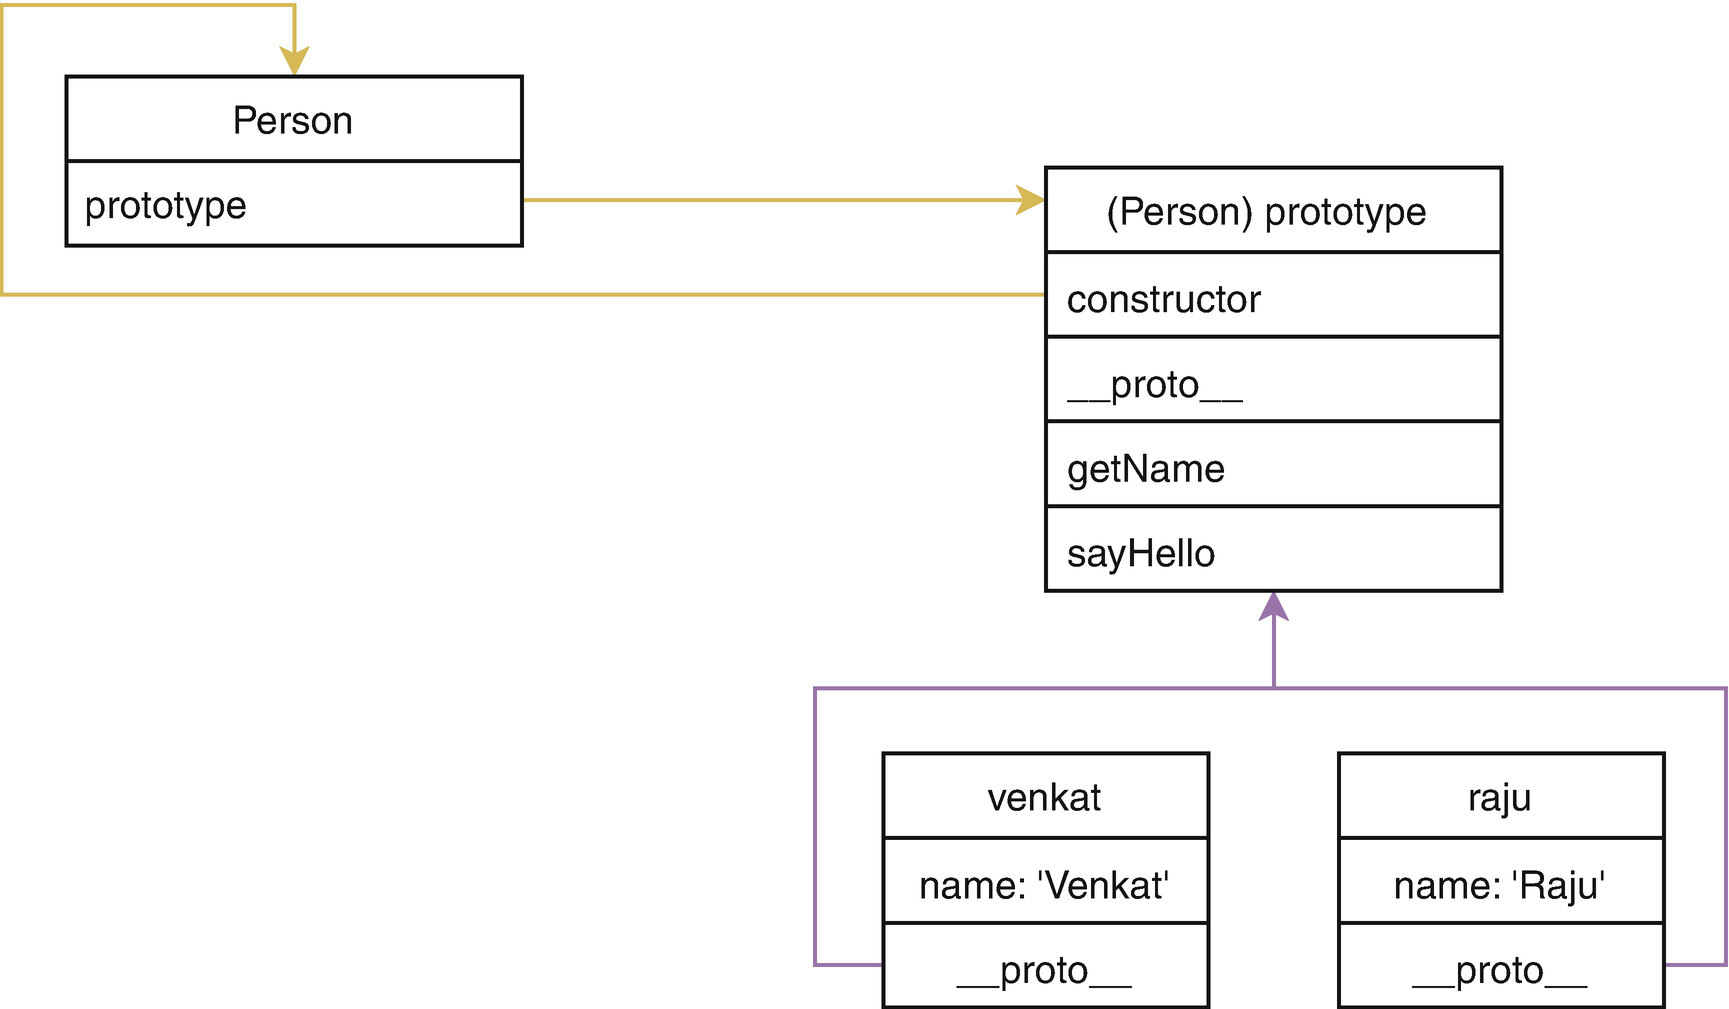 Person
prototype
(Person) prototype
constructor
__proto__
getName
sayHello
venkat
name: 'Venkat'
__proto__
raju
name: 'Raju'
__proto__